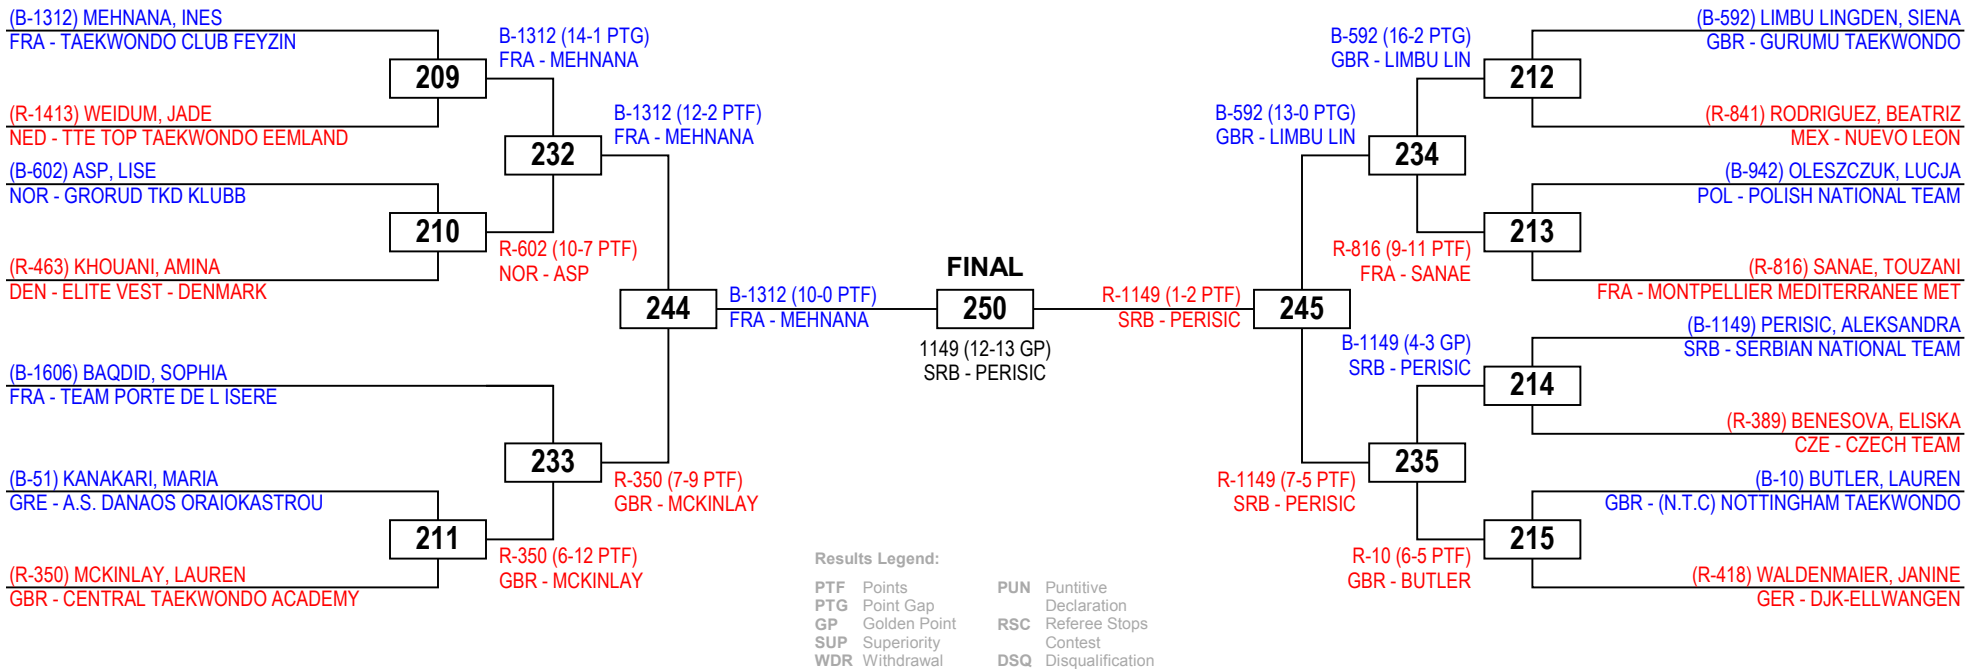 (B-1312) MEHNANA, INES
FRA - TAEKWONDO CLUB FEYZIN
209
(R-1413) WEIDUM, JADE
NED - TTE TOP TAEKWONDO EEMLAND
B-1312 (14-1 PTG)
FRA - MEHNANA
232
(B-602) ASP, LISE
NOR - GRORUD TKD KLUBB
210
(R-463) KHOUANI, AMINA
DEN - ELITE VEST - DENMARK
R-602 (10-7 PTF)
NOR - ASP
B-1312 (12-2 PTF)
FRA - MEHNANA
244
(B-1606) BAQDID, SOPHIA
FRA - TEAM PORTE DE L ISERE
233
(B-51) KANAKARI, MARIA
GRE - A.S. DANAOS ORAIOKASTROU
211
(R-350) MCKINLAY, LAUREN
GBR - CENTRAL TAEKWONDO ACADEMY
R-350 (6-12 PTF)
GBR - MCKINLAY
R-350 (7-9 PTF)
GBR - MCKINLAY
B-1312 (10-0 PTF)
FRA - MEHNANA
FINAL
250
1149 (12-13 GP)
SRB - PERISIC
R-1149 (1-2 PTF)
SRB - PERISIC
245
B-592 (13-0 PTG)
GBR - LIMBU LIN
234
B-592 (16-2 PTG)
GBR - LIMBU LIN
212
(B-592) LIMBU LINGDEN, SIENA
GBR - GURUMU TAEKWONDO
(R-841) RODRIGUEZ, BEATRIZ
MEX - NUEVO LEON
R-816 (9-11 PTF)
FRA - SANAE
213
(B-942) OLESZCZUK, LUCJA
POL - POLISH NATIONAL TEAM
(R-816) SANAE, TOUZANI
FRA - MONTPELLIER MEDITERRANEE MET
R-1149 (7-5 PTF)
SRB - PERISIC
235
B-1149 (4-3 GP)
SRB - PERISIC
214
(B-1149) PERISIC, ALEKSANDRA
SRB - SERBIAN NATIONAL TEAM
(R-389) BENESOVA, ELISKA
CZE - CZECH TEAM
R-10 (6-5 PTF)
GBR - BUTLER
215
(B-10) BUTLER, LAUREN
GBR - (N.T.C) NOTTINGHAM TAEKWONDO
(R-418) WALDENMAIER, JANINE
GER - DJK-ELLWANGEN
Results Legend:
PTF Points
PTG Point Gap
GP Golden Point
SUP Superiority
WDR Withdrawal
PUN Puntitive
Declaration
RSC Referee Stops
Contest
DSQ Disqualification